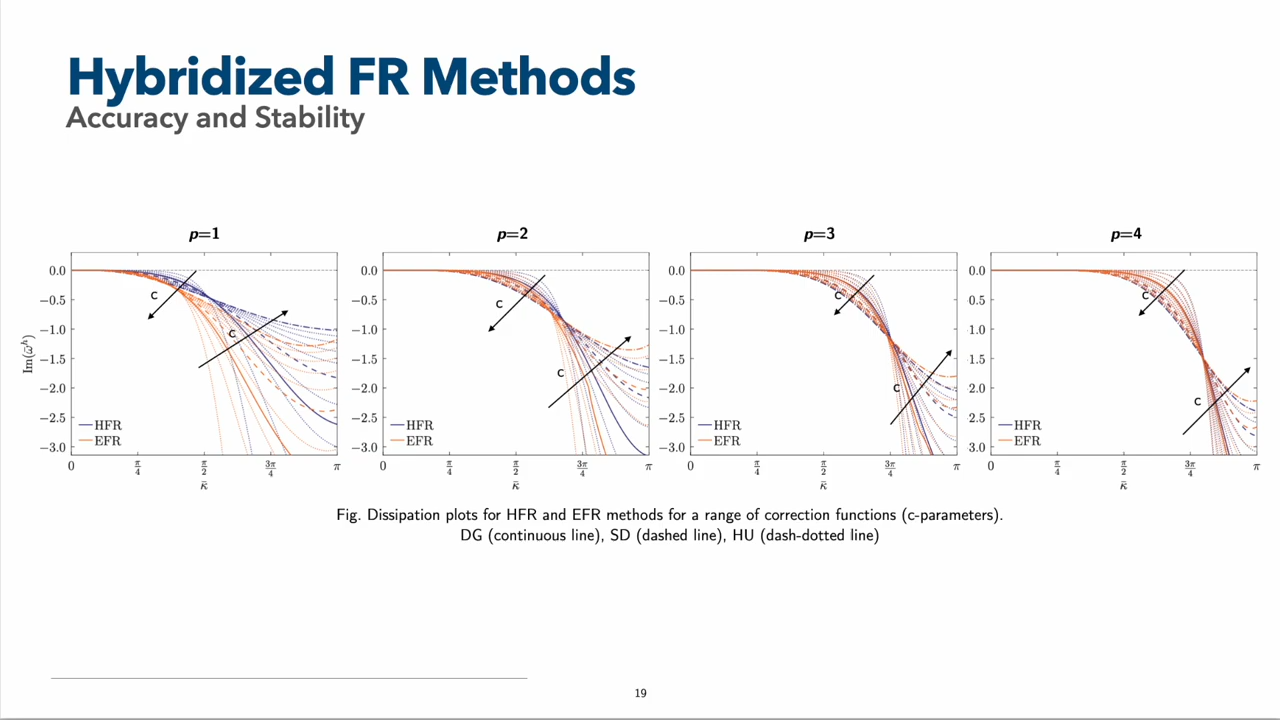 Hybridized FR Methods
Accuracy and Stability
p=1
p=2
p=3
p=4
Im(ω̄ʰ)
0.0
−0.5
−1.0
−1.5
−2.0
−2.5
−3.0
c
c
HFR
EFR
0 π/4 π/2 3π/4 π
κ̄
0.0
−0.5
−1.0
−1.5
−2.0
−2.5
−3.0
c
c
HFR
EFR
0 π/4 π/2 3π/4 π
κ̄
0.0
−0.5
−1.0
−1.5
−2.0
−2.5
−3.0
c
c
HFR
EFR
0 π/4 π/2 3π/4 π
κ̄
0.0
0.5
1.0
1.5
2.0
2.5
3.0
c
c
HFR
EFR
0 π/4 π/2 3π/4 π
κ̄
Fig. Dissipation plots for HFR and EFR methods for a range of correction functions (c-parameters).
DG (continuous line), SD (dashed line), HU (dash-dotted line)
19